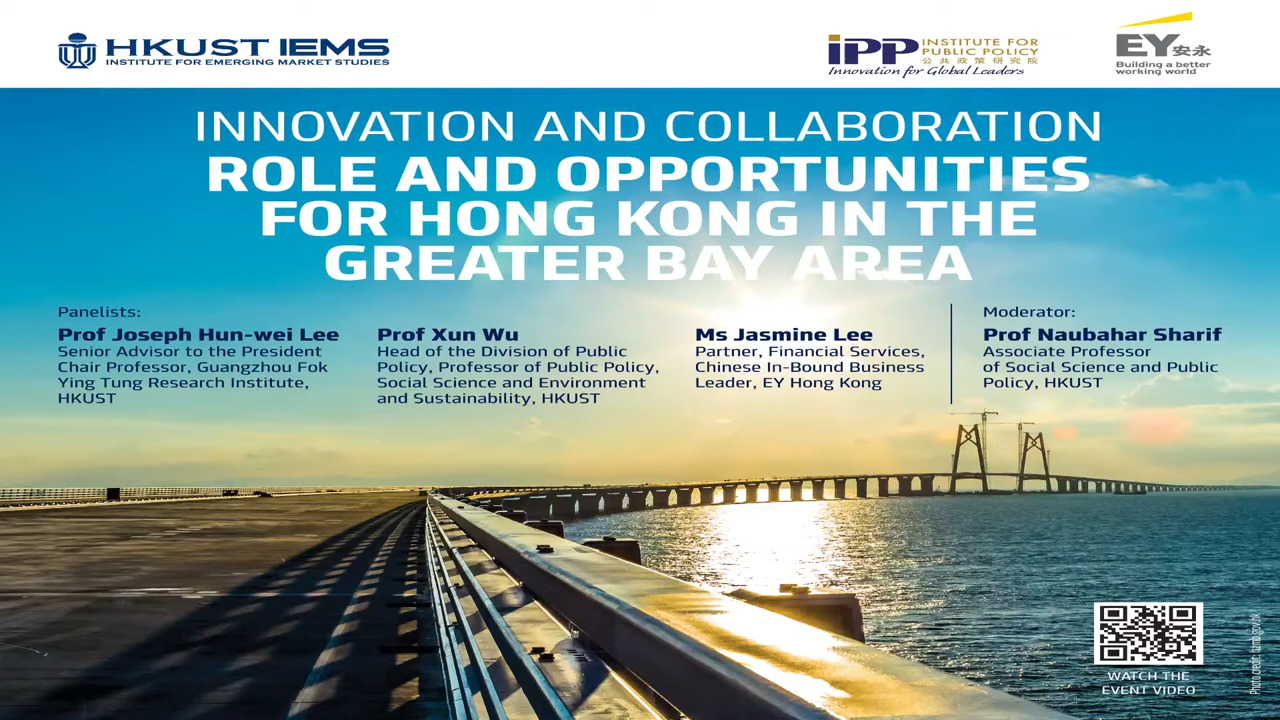 HKUST IEMS
INSTITUTE FOR EMERGING MARKET STUDIES
iPP INSTITUTE FOR
PUBLIC POLICY
公共政策研究院
Innovation for Global Leaders
EY安永
Building a better
working world
INNOVATION AND COLLABORATION
ROLE AND OPPORTUNITIES
FOR HONG KONG IN THE
GREATER BAY AREA
Panelists:
Prof Joseph Hun-wei Lee
Senior Advisor to the President
Chair Professor, Guangzhou Fok
Ying Tung Research Institute,
HKUST
Prof Xun Wu
Head of the Division of Public
Policy, Professor of Public Policy,
Social Science and Environment
and Sustainability, HKUST
Ms Jasmine Lee
Partner, Financial Services,
Chinese In-Bound Business
Leader, EY Hong Kong
Moderator:
Prof Naubahar Sharif
Associate Professor
of Social Science and Public
Policy, HKUST
WATCH THE
EVENT VIDEO
Photo credit: